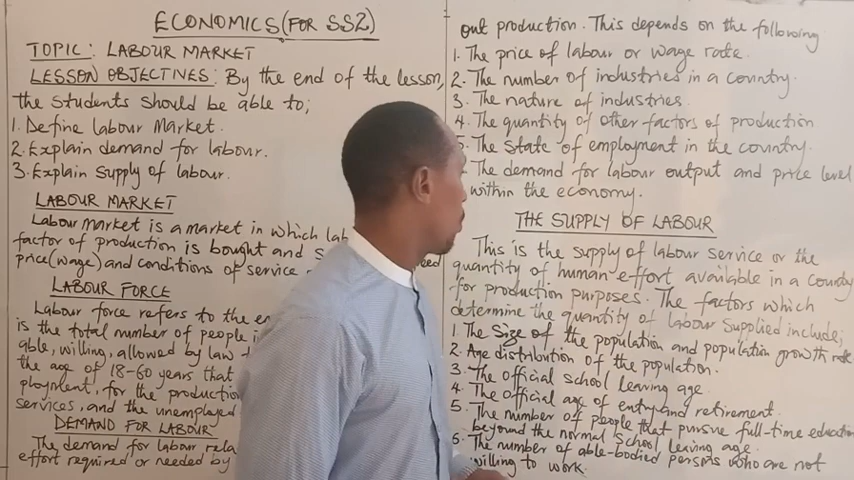 ECONOMICS (FOR SS2)
TOPIC: LABOUR MARKET
LESSON OBJECTIVES: By the end of the lesson,
the students should be able to;
1. Define labour Market.
2. Explain demand for labour.
3. Explain supply of labour.
LABOUR MARKET
Labour market is a market in which
factor of production is bought and
price (wage) and conditions of service
LABOUR FORCE
Labour force refers to the
is the total number of people
able, willing, allowed by law
the age of 18-60 years that
ployment, for the production
services, and the unemployed
DEMAND FOR LABOUR
The demand for labour
effort required or needed by
out production. This depends on the following
1. The price of labour or wage rate.
2. The number of industries in a country.
3. The nature of industries.
4. The quantity of other factors of production
5. The state of employment in the country.
The demand for labour output and price level
within the economy.
THE SUPPLY OF LABOUR
This is the supply of labour service or the
quantity of human effort available in a country
for production purposes. The factors which
determine the quantity of labour supplied include;
1. The size of the population and population growth rate
2. Age distribution of the population.
3. The official school leaving age.
4. The official age of entry and retirement.
5. The number of people that pursue full-time education
beyond the normal school leaving age.
6. The number of able-bodied persons who are not
willing to work.